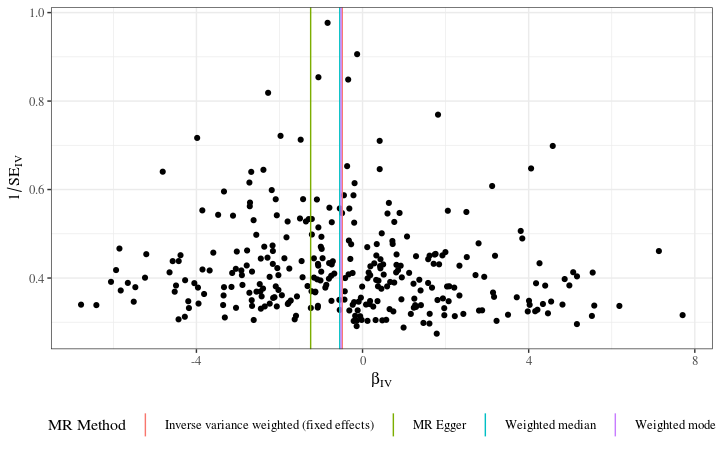 1.0
0.8
0.6
0.4
1/SE_IV
-4 0 4 8
β_IV
MR Method Inverse variance weighted (fixed effects) MR Egger Weighted median Weighted mode